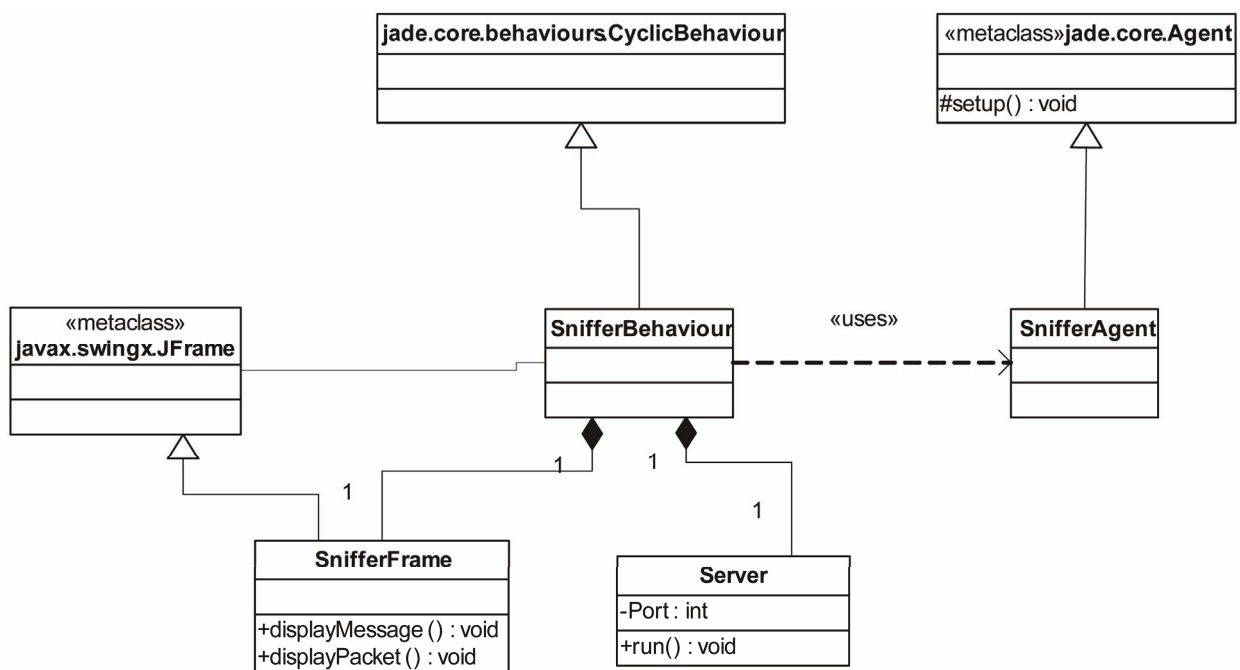 jade.core.behaviours.CyclicBehaviour
«metaclass»jade.core.Agent
#setup() : void
«metaclass»
javax.swingx.JFrame
SnifferBehaviour
«uses»
SnifferAgent
1
1
1
1
SnifferFrame
+displayMessage () : void
+displayPacket () : void
Server
-Port : int
+run() : void